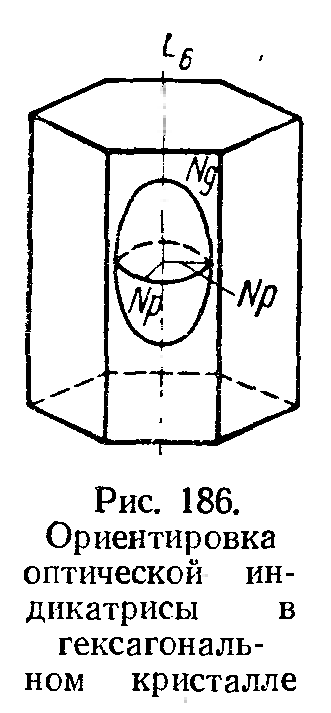 L6
Ng
Np
Np
Рис. 186.
Ориентировка
оптической ин-
дикатрисы в
гексагональ-
ном кристалле